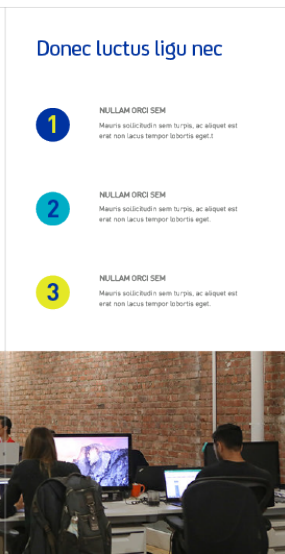 Donec luctus ligu nec
1
NULLAM ORCI SEM
Mauris sollicitudin sem turpis, ac aliquet est
erat non lacus tempor lobortis eget.t
2
NULLAM ORCI SEM
Mauris sollicitudin sem turpis, ac aliquet est
erat non lacus tempor lobortis eget.
3
NULLAM ORCI SEM
Mauris sollicitudin sem turpis, ac aliquet est
erat non lacus tempor lobortis eget.